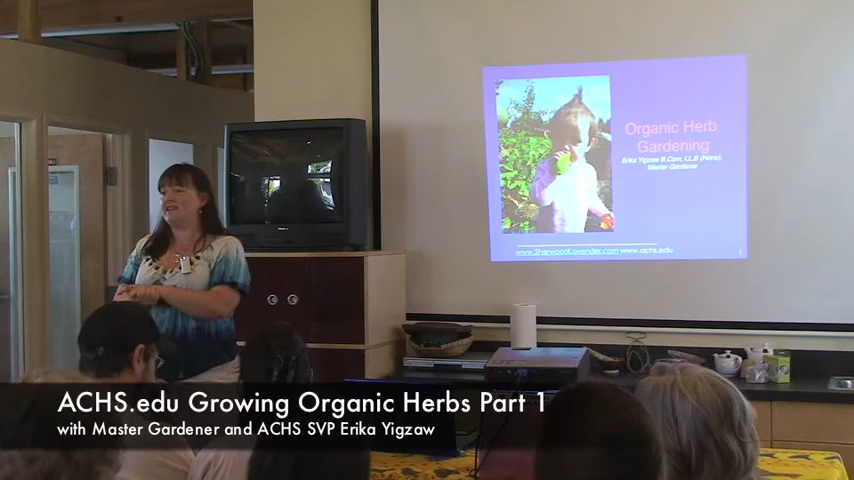 Organic Herb
Gardening
Erika Yigzaw B.Com, LL.B (Hons),
Master Gardener
www.SherwoodLavender.com www.achs.edu
ACHS.edu Growing Organic Herbs Part 1
with Master Gardener and ACHS SVP Erika Yigzaw